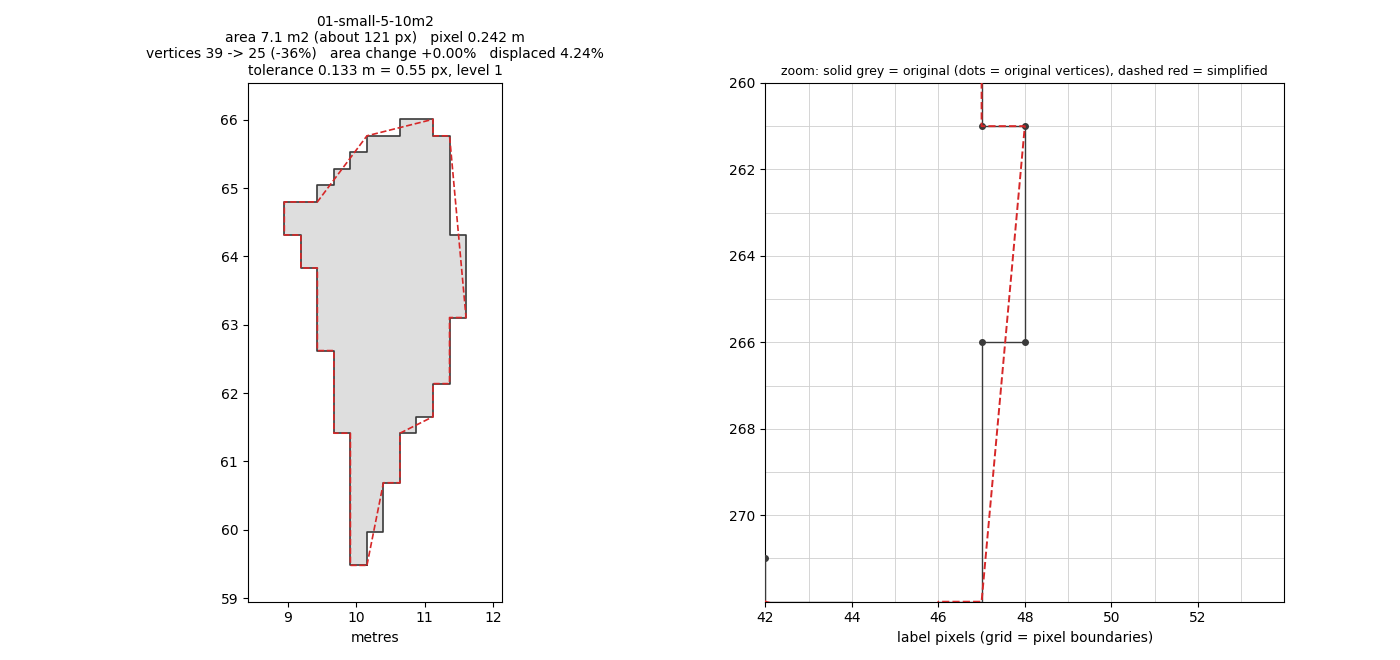 01-small-5-10m2
area 7.1 m2 (about 121 px)   pixel 0.242 m
vertices 39 -> 25 (-36%)   area change +0.00%   displaced 4.24%
tolerance 0.133 m = 0.55 px, level 1
66
65
64
63
62
61
60
59
9 10 11 12
metres
zoom: solid grey = original (dots = original vertices), dashed red = simplified
260
262
264
266
268
270
42 44 46 48 50 52
label pixels (grid = pixel boundaries)